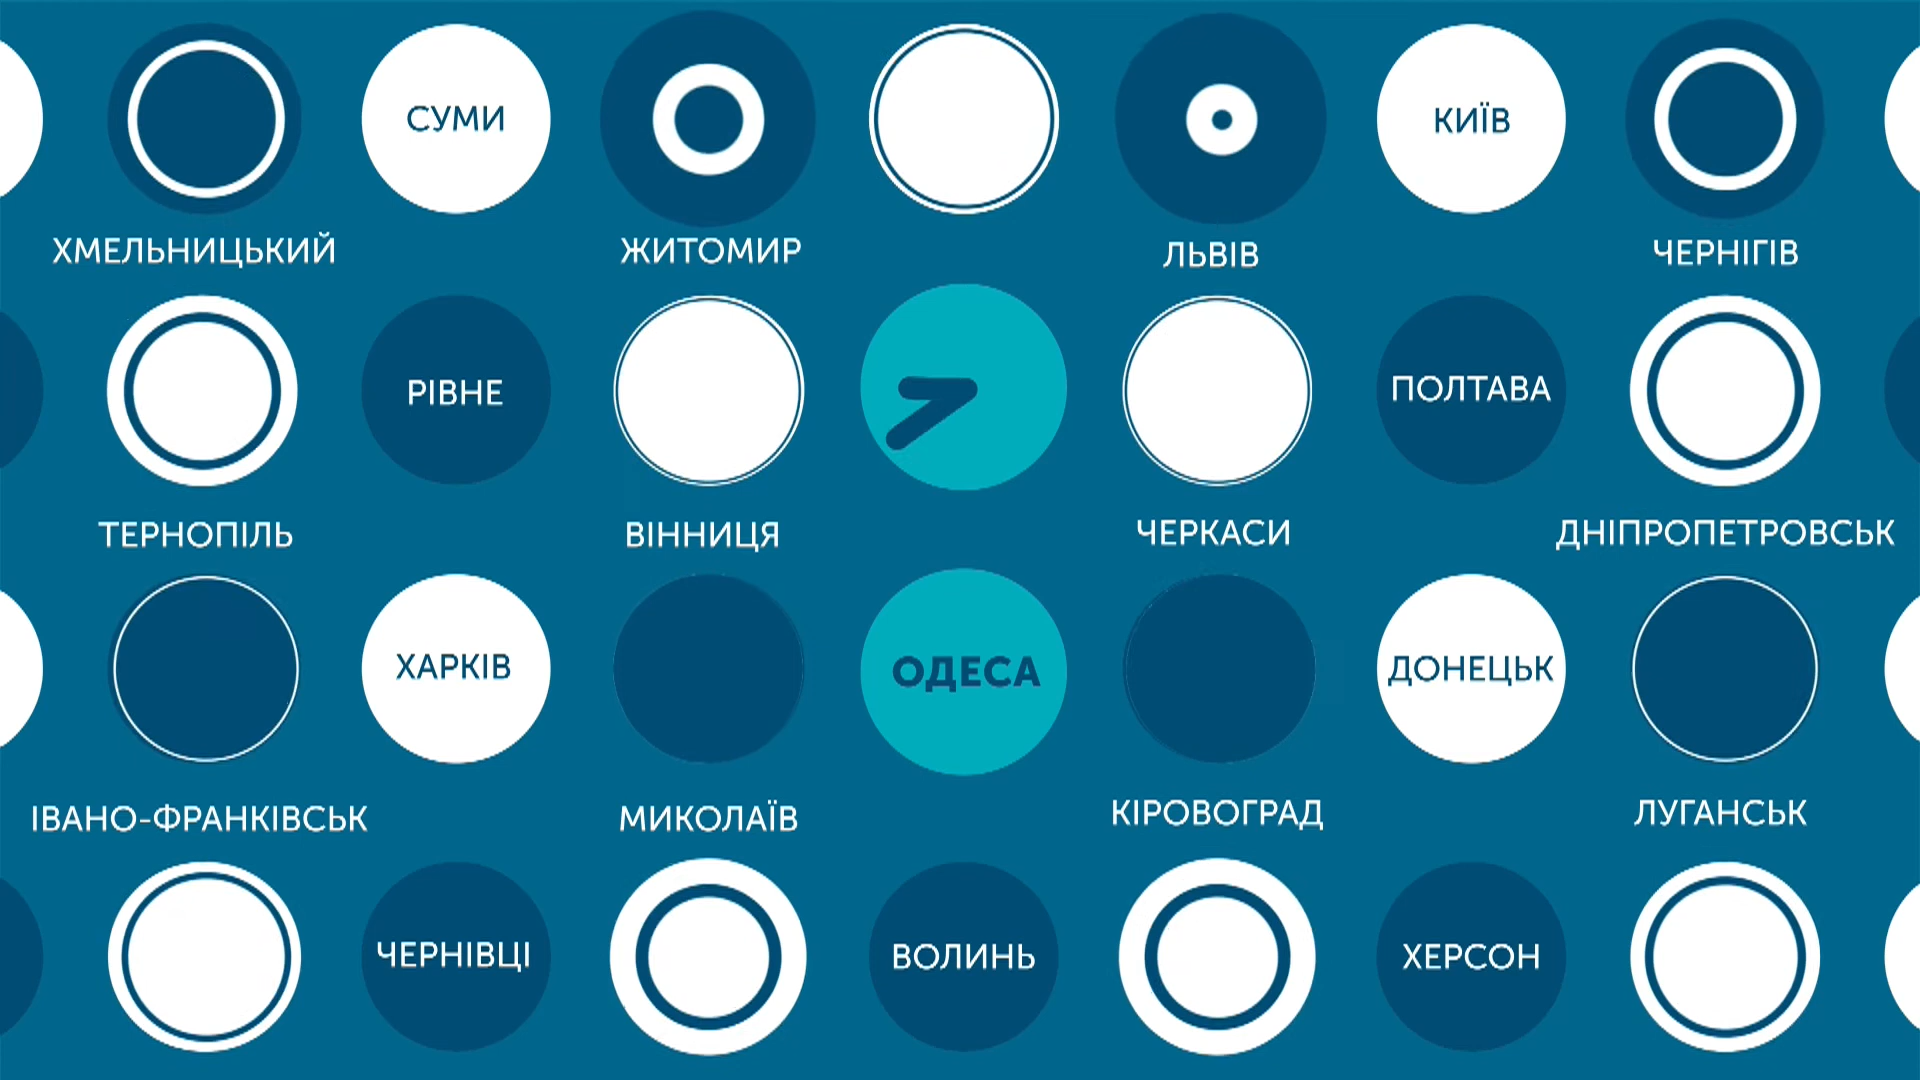 СУМИ
КИЇВ
ХМЕЛЬНИЦЬКИЙ
ЖИТОМИР
ЛЬВІВ
ЧЕРНІГІВ
РІВНЕ
ПОЛТАВА
ТЕРНОПІЛЬ
ВІННИЦЯ
ЧЕРКАСИ
ДНІПРОПЕТРОВСЬК
ХАРКІВ
ОДЕСА
ДОНЕЦЬК
ІВАНО-ФРАНКІВСЬК
МИКОЛАЇВ
КІРОВОГРАД
ЛУГАНСЬК
ЧЕРНІВЦІ
ВОЛИНЬ
ХЕРСОН